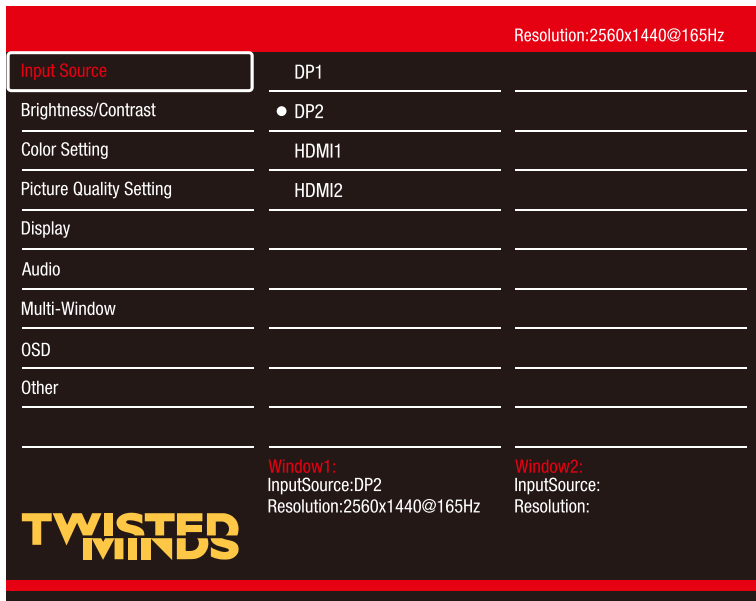 Resolution:2560x1440@165Hz
Input Source
DP1
Brightness/Contrast
DP2
Color Setting
HDMI1
Picture Quality Setting
HDMI2
Display
Audio
Multi-Window
OSD
Other
Window1:
InputSource:DP2
Resolution:2560x1440@165Hz
Window2:
InputSource:
Resolution:
TWISTED
MINDS